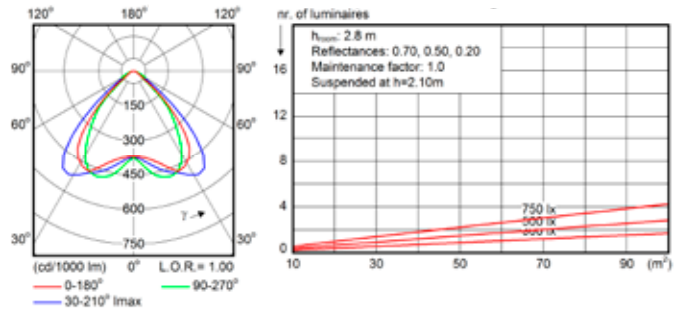 120° 180° 120°
90° 90°
150
60° 300 60°
450
600
γ
30° 750 30°
(cd/1000 lm) 0° L.O.R.= 1.00
0-180° 90-270°
30-210° Imax
nr. of luminaires
hroom: 2.8 m
Reflectances: 0.70, 0.50, 0.20
Maintenance factor: 1.0
Suspended at h=2.10m
16
12
8
4
0
750 lx
500 lx
300 lx
10 30 50 70 90 (m²)